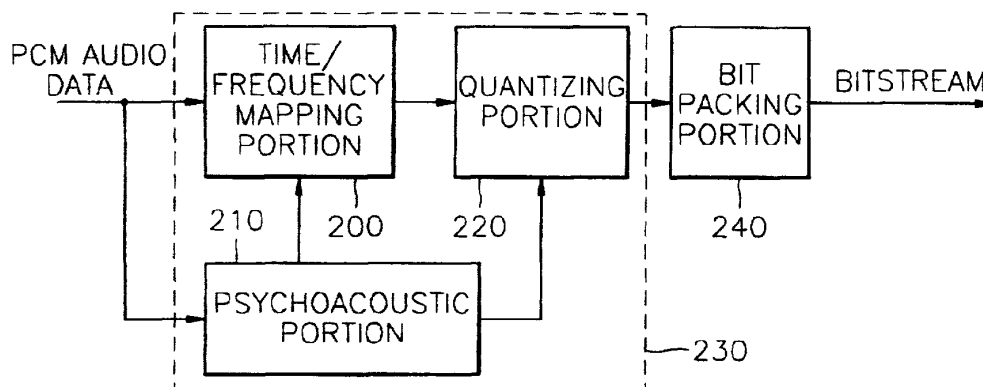 PCM AUDIO
DATA
TIME/
FREQUENCY
MAPPING
PORTION
QUANTIZING
PORTION
BIT
PACKING
PORTION
BITSTREAM
210
200
220
240
PSYCHOACOUSTIC
PORTION
230